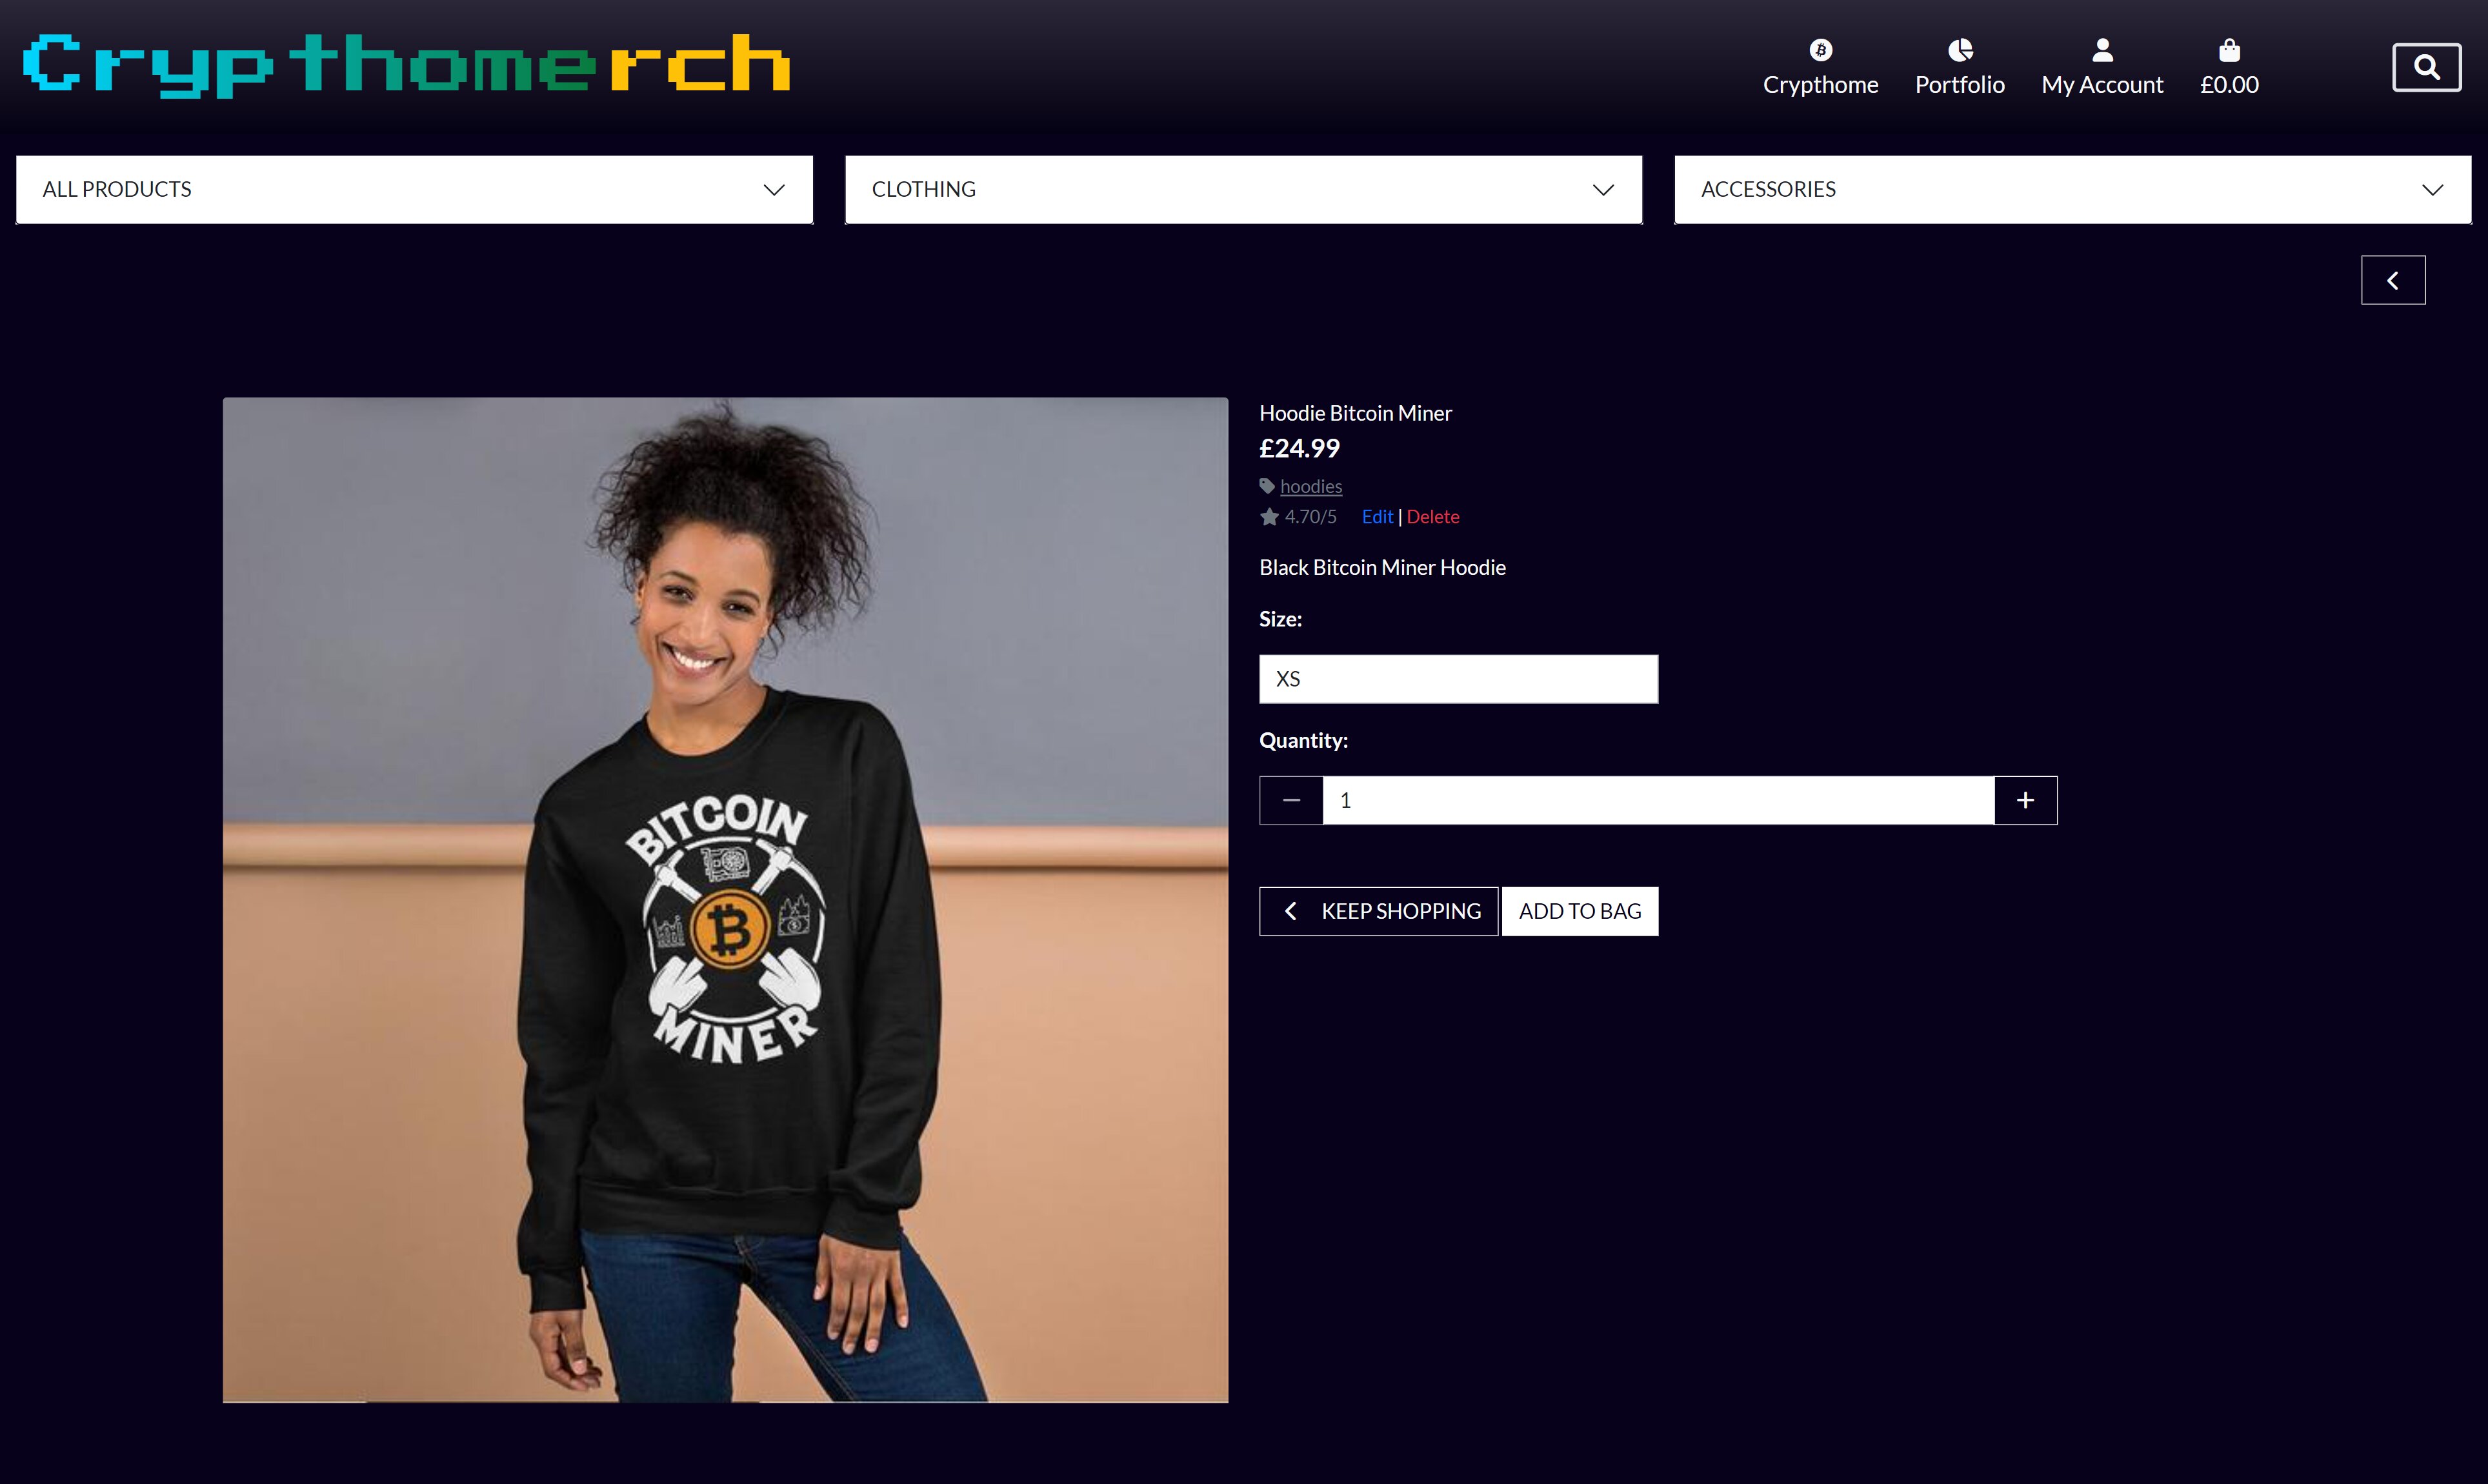 Crypthomerch
Crypthome
Portfolio
My Account
£0.00
ALL PRODUCTS
CLOTHING
ACCESSORIES
Hoodie Bitcoin Miner
£24.99
hoodies
4.70/5 Edit | Delete
Black Bitcoin Miner Hoodie
Size:
XS
Quantity:
1
KEEP SHOPPING
ADD TO BAG
BITCOIN
MINER